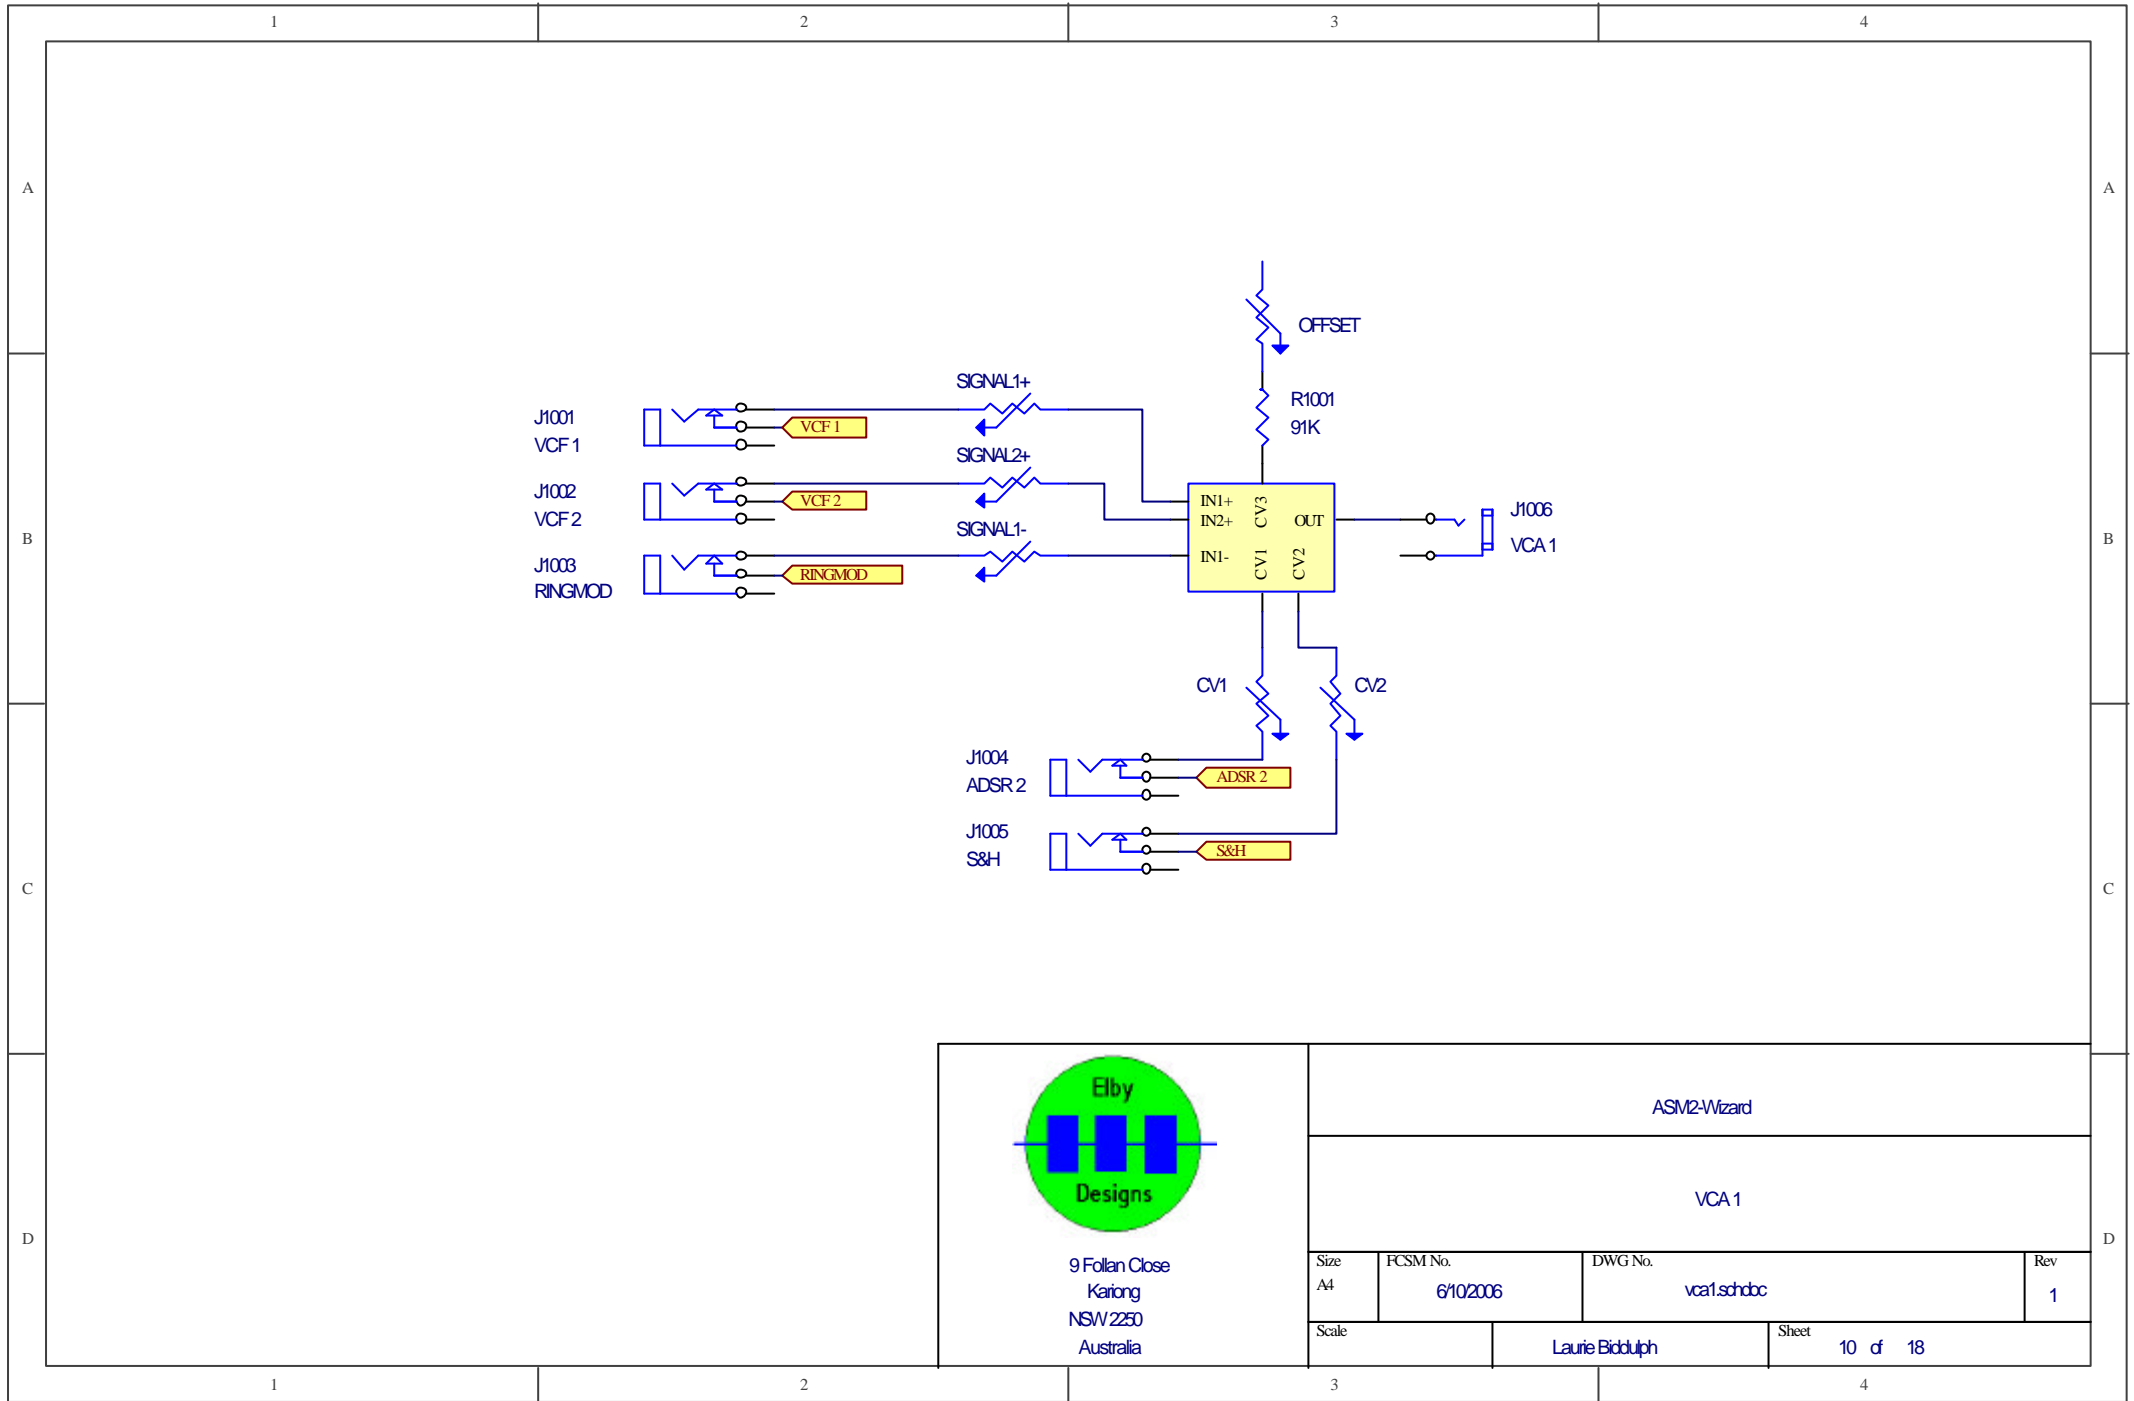 1 2 3 4
A A
OFFSET
SIGNAL1+
R1001
91K
J1001
VCF 1
VCF 1
SIGNAL2+
J1002
VCF 2
VCF 2
IN1+ CV3
IN2+ OUT
J1006
VCA 1
SIGNAL1-
B B
IN1- CV1 CV2
J1003
RINGMOD
RINGMOD
CV1 CV2
J1004
ADSR 2
ADSR 2
J1005
S&H
S&H
C C
Elby
Designs
9 Follan Close
Kariong
NSW 2250
Australia
ASM2-Wizard
VCA 1
D D
Size FCSM No. DWG No. Rev
A4 6/10/2006 vca1.schdoc 1
Scale Laurie Biddulph Sheet 10 of 18
1 2 3 4